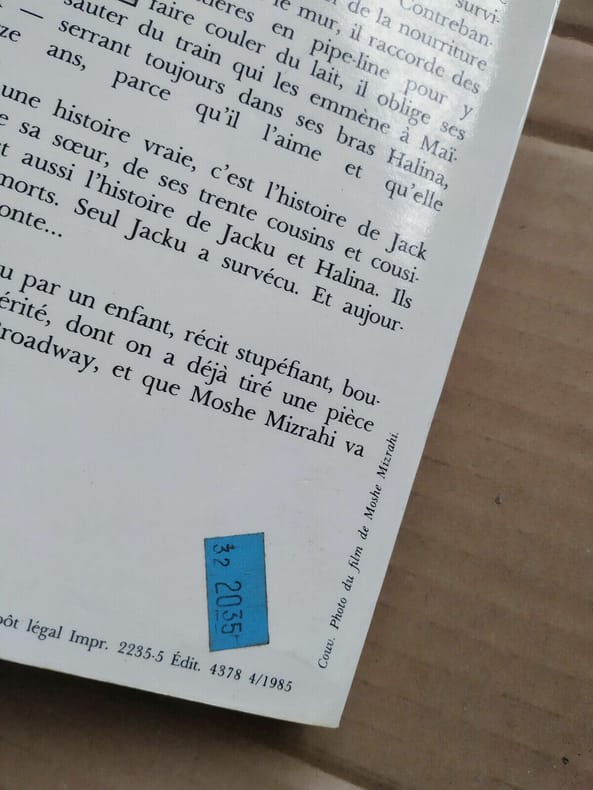 survi-
Contreban-
le mur, il raccorde des
de la nourriture
en pipe-line pour y
faire couler du lait, il oblige ses
sauter du train qui les emmène à Maï-
— serrant toujours dans ses bras Halina,
ans, parce qu'il l'aime et qu'elle
une histoire vraie, c'est l'histoire de Jack
sa sœur, de ses trente cousins et cousi-
aussi l'histoire de Jacku et Halina. Ils
morts. Seul Jacku a survécu. Et aujour-
onte...
u par un enfant, récit stupéfiant, bou-
érité, dont on a déjà tiré une pièce
Broadway, et que Moshe Mizrahi va
Couv. Photo du film de Moshe Mizrahi.
32 2035
ôt légal Impr. 2235-5 Édit. 4378 4/1985